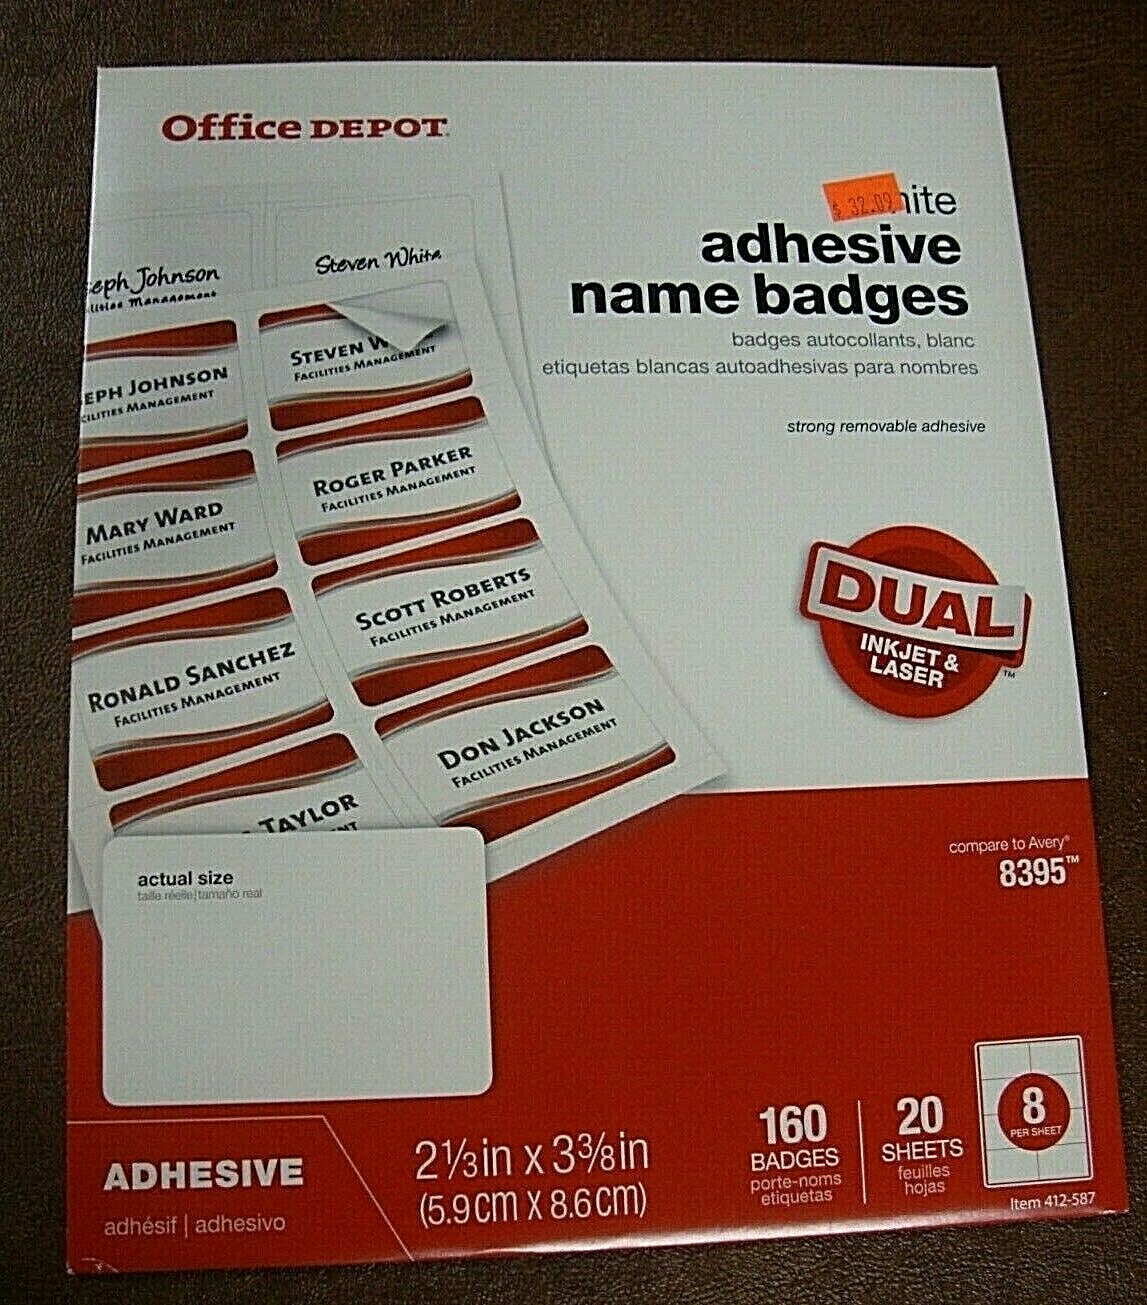 Office DEPOT
$ 32.09
adhesive
name badges
badges autocollants, blanc
etiquetas blancas autoadhesivas para nombres
strong removable adhesive
Steven White
eph Johnson
STEVEN W
FACILITIES MANAGEMENT
EPH JOHNSON
CILITIES MANAGEMENT
ROGER PARKER
FACILITIES MANAGEMENT
MARY WARD
FACILITIES MANAGEMENT
SCOTT ROBERTS
FACILITIES MANAGEMENT
RONALD SANCHEZ
FACILITIES MANAGEMENT
DON JACKSON
FACILITIES MANAGEMENT
TAYLOR
NT
DUAL
INKJET &
LASER
TM
compare to Avery®
8395™
actual size
taille réelle|tamaño real
ADHESIVE
adhésif | adhesivo
2⅓in x 3⅜in
(5.9cm x 8.6cm)
160
BADGES
porte-noms
etiquetas
20
SHEETS
feuilles
hojas
8
PER SHEET
Item 412-587